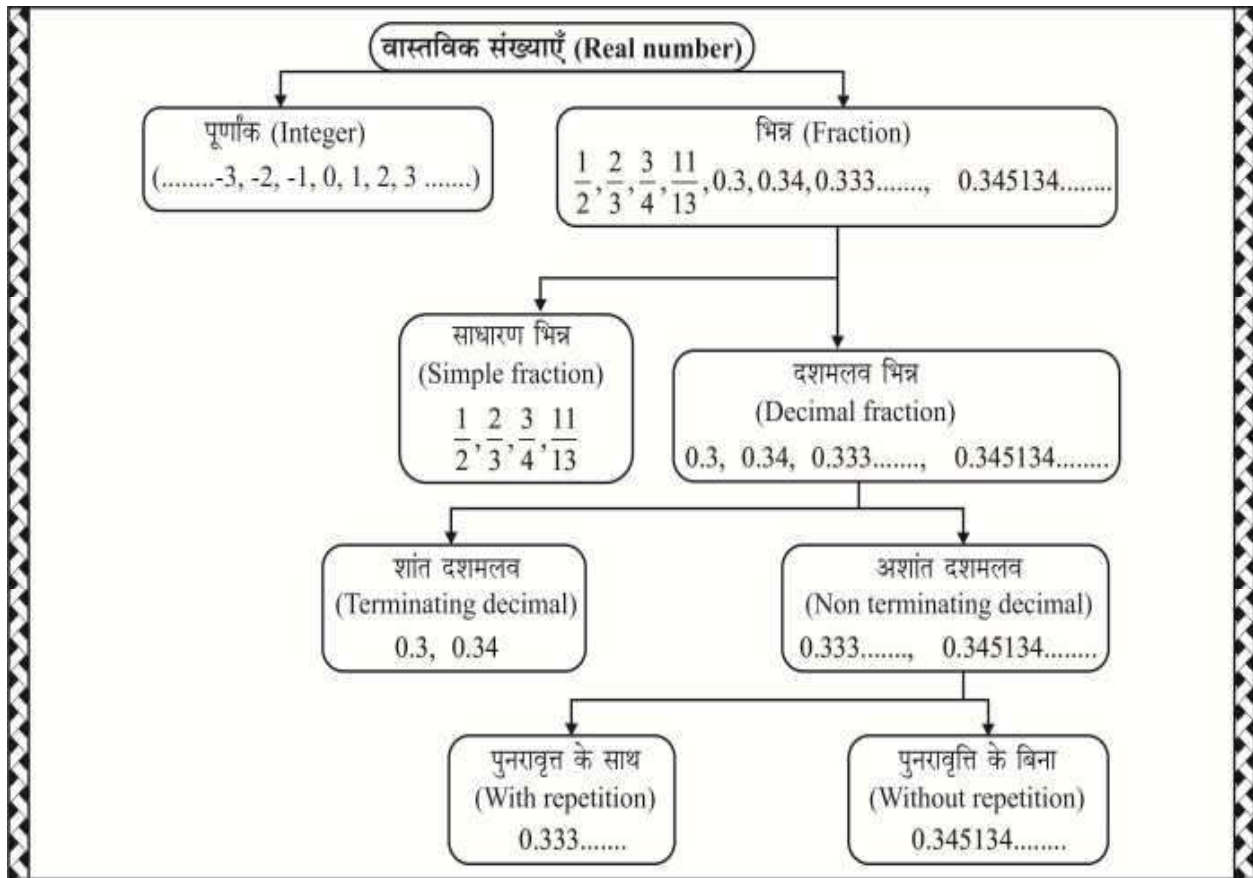 वास्तविक संख्याएँ (Real number)
पूर्णांक (Integer)
(........-3, -2, -1, 0, 1, 2, 3 .......)
भिन्न (Fraction)
1/2, 2/3, 3/4, 11/13, 0.3, 0.34, 0.333......., 0.345134........
साधारण भिन्न
(Simple fraction)
1/2, 2/3, 3/4, 11/13
दशमलव भिन्न
(Decimal fraction)
0.3, 0.34, 0.333......., 0.345134........
शांत दशमलव
(Terminating decimal)
0.3, 0.34
अशांत दशमलव
(Non terminating decimal)
0.333......., 0.345134........
पुनरावृत्त के साथ
(With repetition)
0.333.......
पुनरावृत्ति के बिना
(Without repetition)
0.345134........